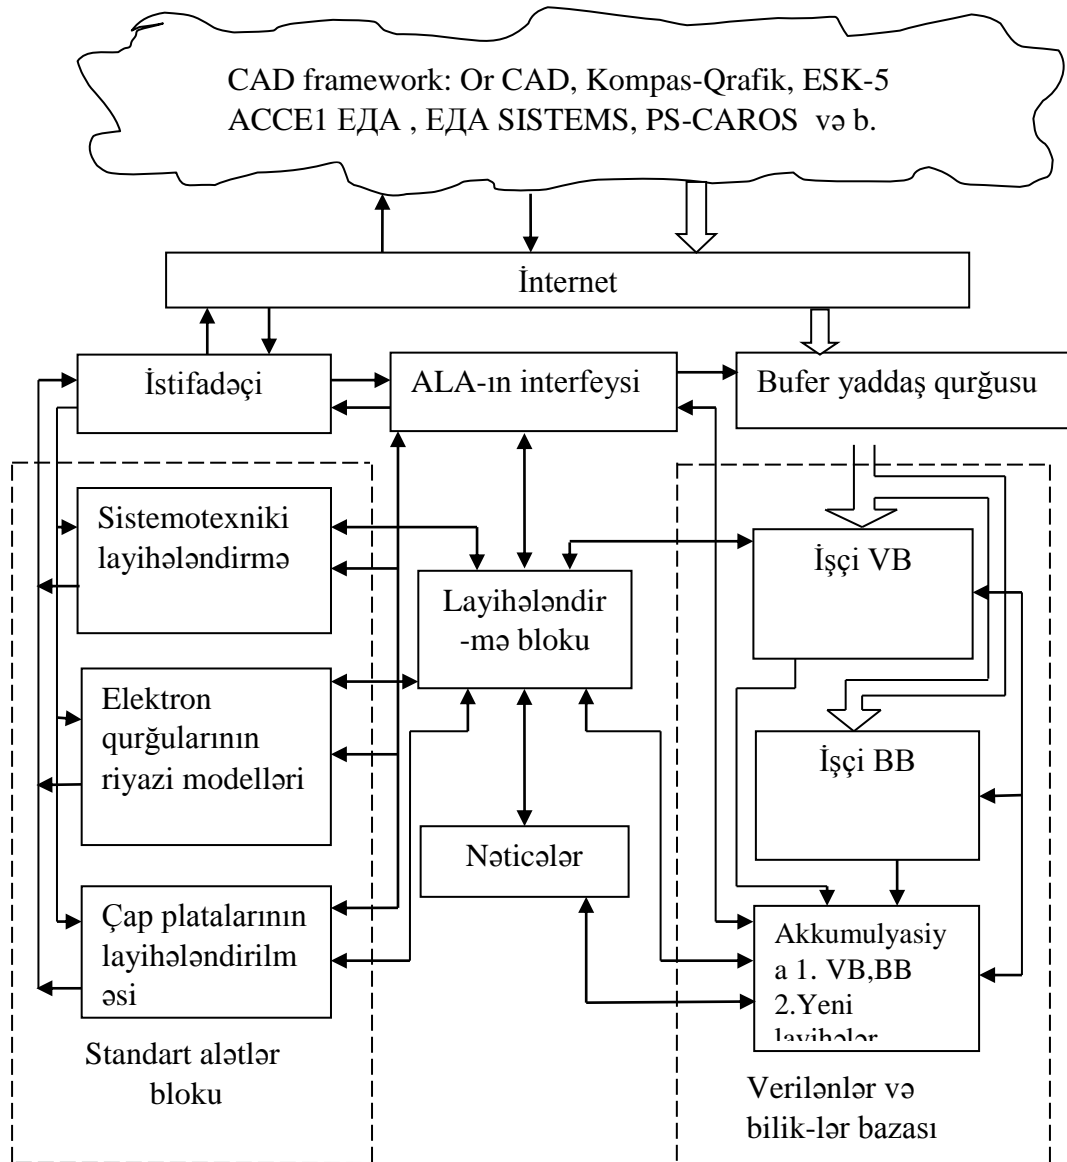 CAD framework: Or CAD, Kompas-Qrafik, ESK-5
ACCE1 ЕДА , ЕДА SISTEMS, PS-CAROS və b.
İnternet
İstifadəçi
ALA-ın interfeysi
Bufer yaddaş qurğusu
Sistemotexniki
layihələndirmə
Layihələndir
-mə bloku
İşçi VB
Elektron
qurğularının
riyazi modelləri
İşçi BB
Nəticələr
Çap platalarının
layihələndirilm
əsi
Akkumulyasiy
a 1. VB,BB
2.Yeni
layihələr
Standart alətlər
bloku
Verilənlər və
bilik-lər bazası